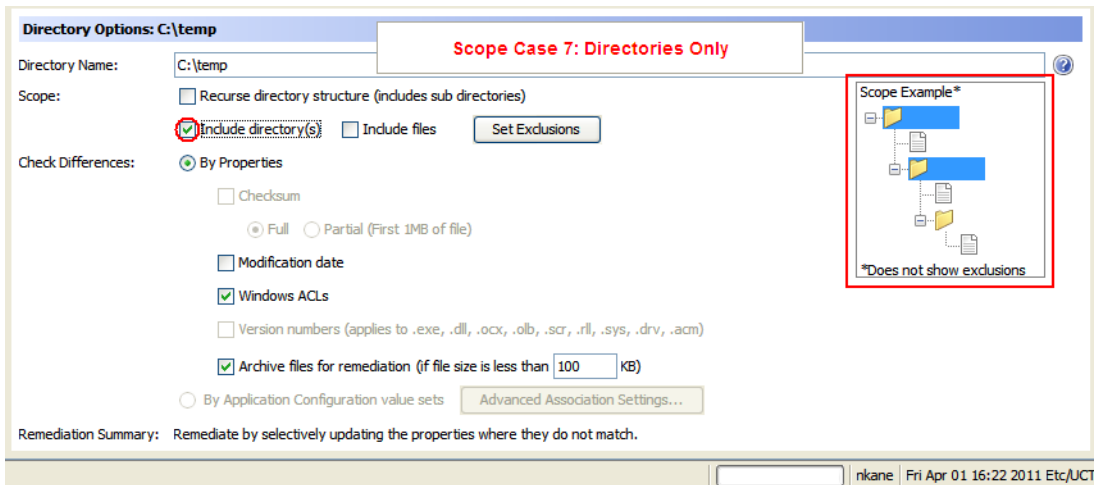 Directory Options: C:\temp
Scope Case 7: Directories Only
Directory Name: C:\temp
Scope: Recurse directory structure (includes sub directories)
Include directory(s) Include files Set Exclusions
Scope Example*
*Does not show exclusions
Check Differences: By Properties
Checksum
Full Partial (First 1MB of file)
Modification date
Windows ACLs
Version numbers (applies to .exe, .dll, .ocx, .olb, .scr, .rll, .sys, .drv, .acm)
Archive files for remediation (if file size is less than 100 KB)
By Application Configuration value sets Advanced Association Settings...
Remediation Summary: Remediate by selectively updating the properties where they do not match.
nkane Fri Apr 01 16:22 2011 Etc/UCT